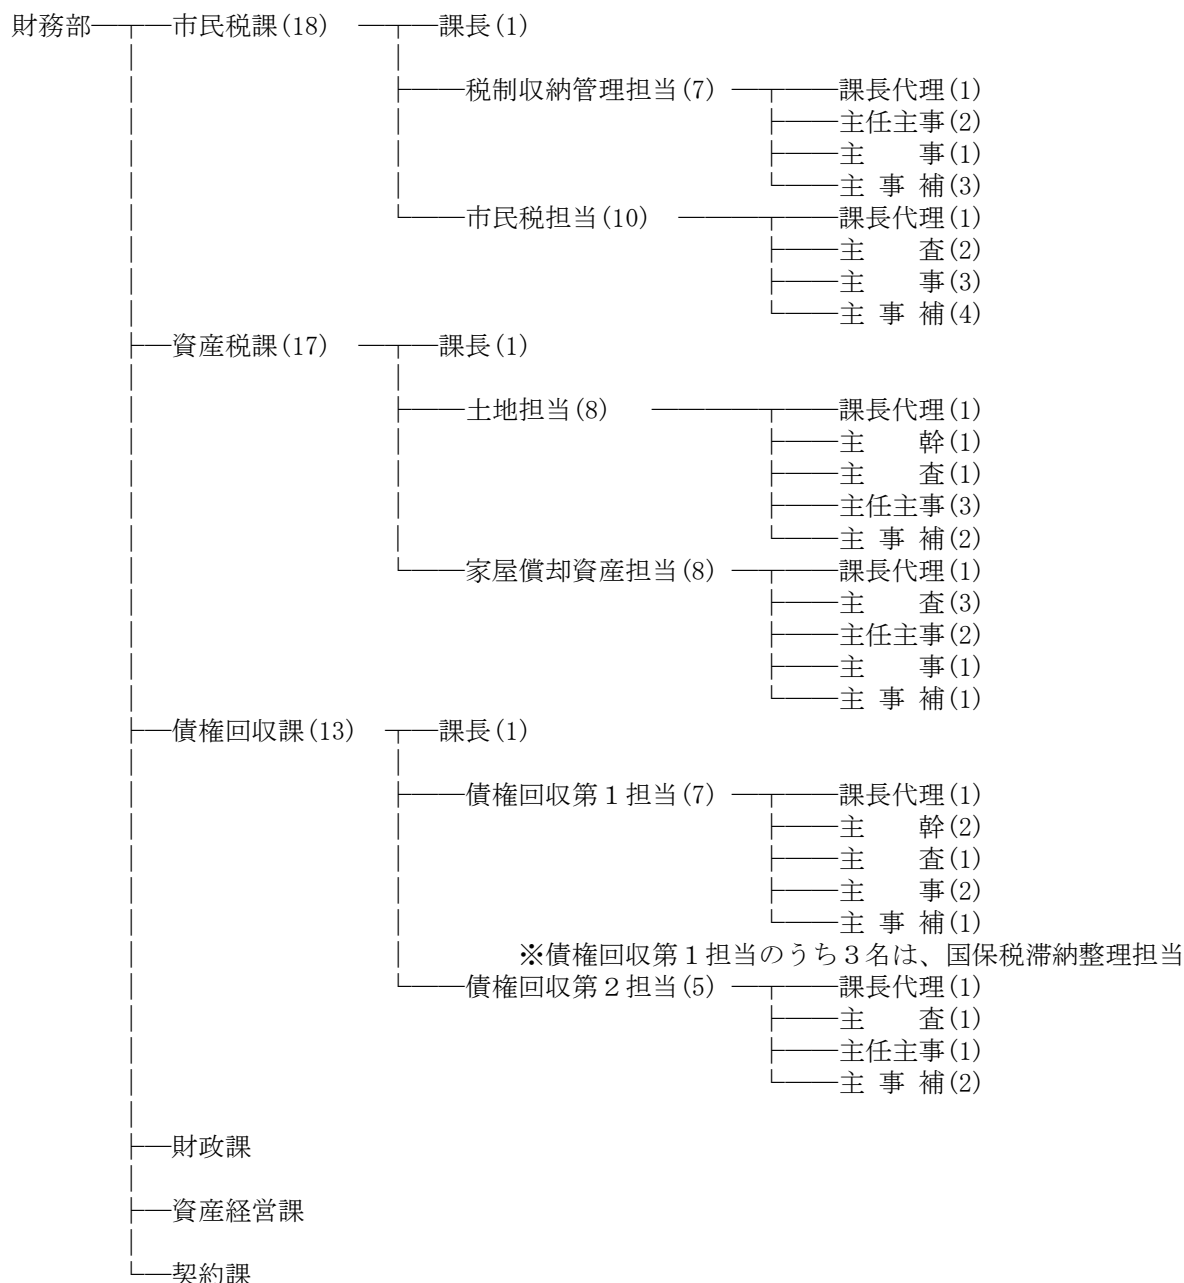 財務部 市民税課(18) 課長(1)
税制収納管理担当(7) 課長代理(1)
主任主事(2)
主　　事(1)
主 事 補(3)
市民税担当(10) 課長代理(1)
主　　査(2)
主　　事(3)
主 事 補(4)
資産税課(17) 課長(1)
土地担当(8) 課長代理(1)
主　　幹(1)
主　　査(1)
主任主事(3)
主 事 補(2)
家屋償却資産担当(8) 課長代理(1)
主　　査(3)
主任主事(2)
主　　事(1)
主 事 補(1)
債権回収課(13) 課長(1)
債権回収第１担当(7) 課長代理(1)
主　　幹(2)
主　　査(1)
主　　事(2)
主 事 補(1)
※債権回収第１担当のうち３名は、国保税滞納整理担当
債権回収第２担当(5) 課長代理(1)
主　　査(1)
主任主事(1)
主 事 補(2)
財政課
資産経営課
契約課